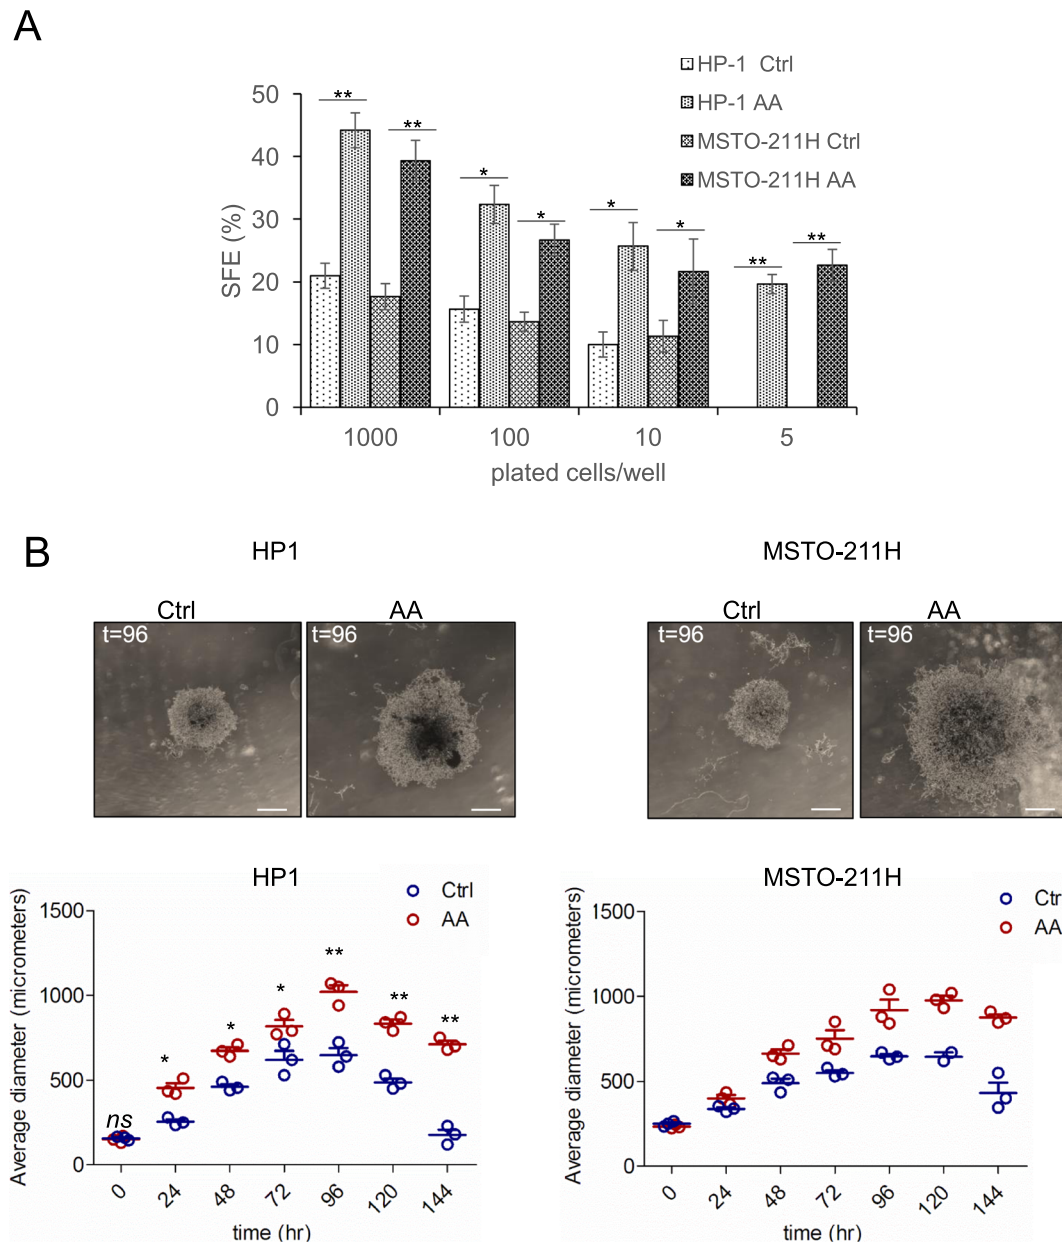 A
HP-1 Ctrl
HP-1 AA
MSTO-211H Ctrl
MSTO-211H AA
50
40
30
20
10
0
SFE (%)
** ** * * * * ** **
1000 100 10 5
plated cells/well
B
HP1 MSTO-211H
Ctrl AA Ctrl AA
t=96 t=96 t=96 t=96
HP1
Ctrl
AA
Average diameter (micrometers)
1500
1000
500
0
ns * * * ** ** **
0 24 48 72 96 120 144
time (hr)
MSTO-211H
Ctr
AA
Average diameter (micrometers)
1500
1000
500
0
0 24 48 72 96 120 144
time (hr)